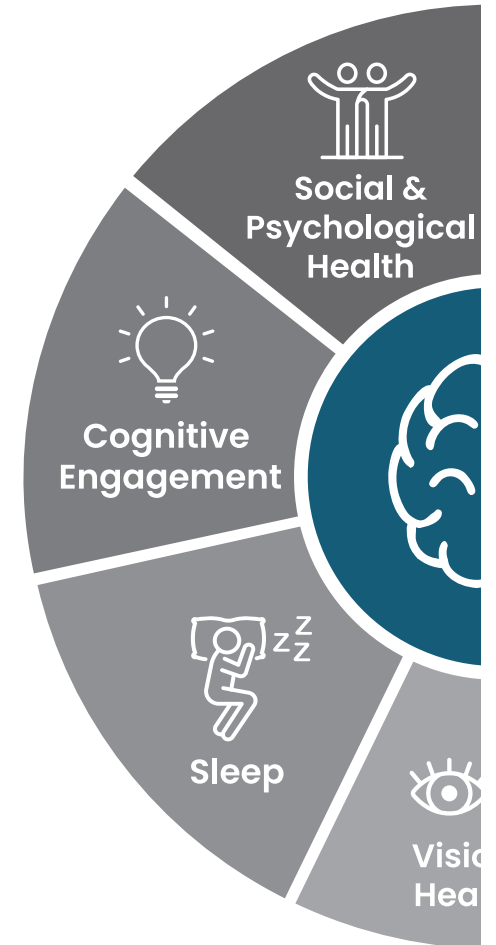 Social &
Psychological
Health
Cognitive
Engagement
z z z
Sleep